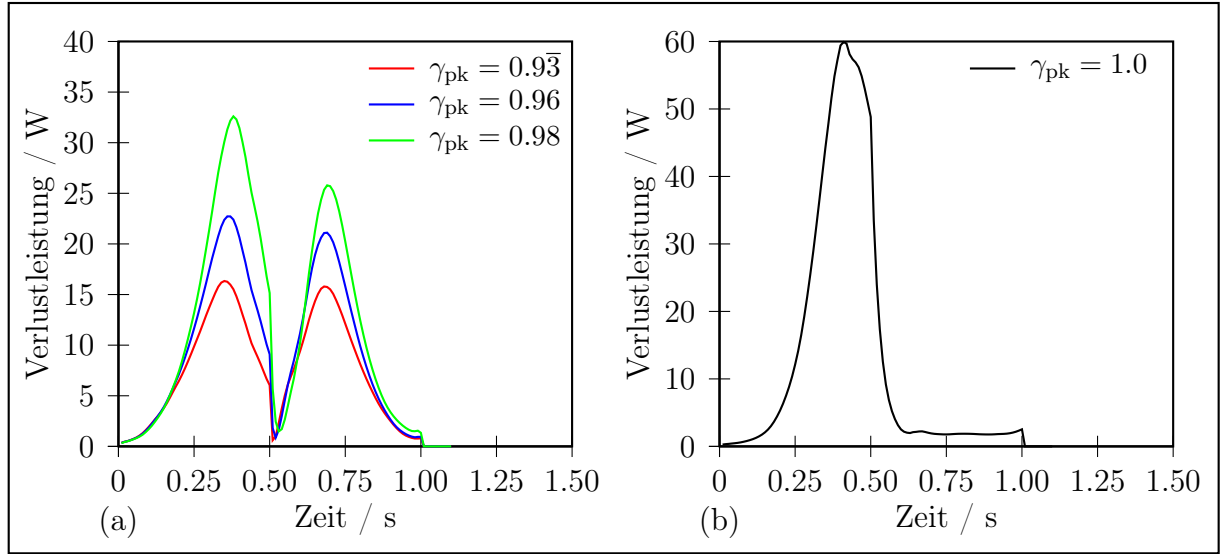 40
35
30
25
20
15
10
5
0
Verlustleistung / W
γpk = 0.93̅
γpk = 0.96
γpk = 0.98
0 0.25 0.50 0.75 1.00 1.25 1.50
(a) Zeit / s
60
50
40
30
20
10
0
Verlustleistung / W
γpk = 1.0
0 0.25 0.50 0.75 1.00 1.25 1.50
(b) Zeit / s